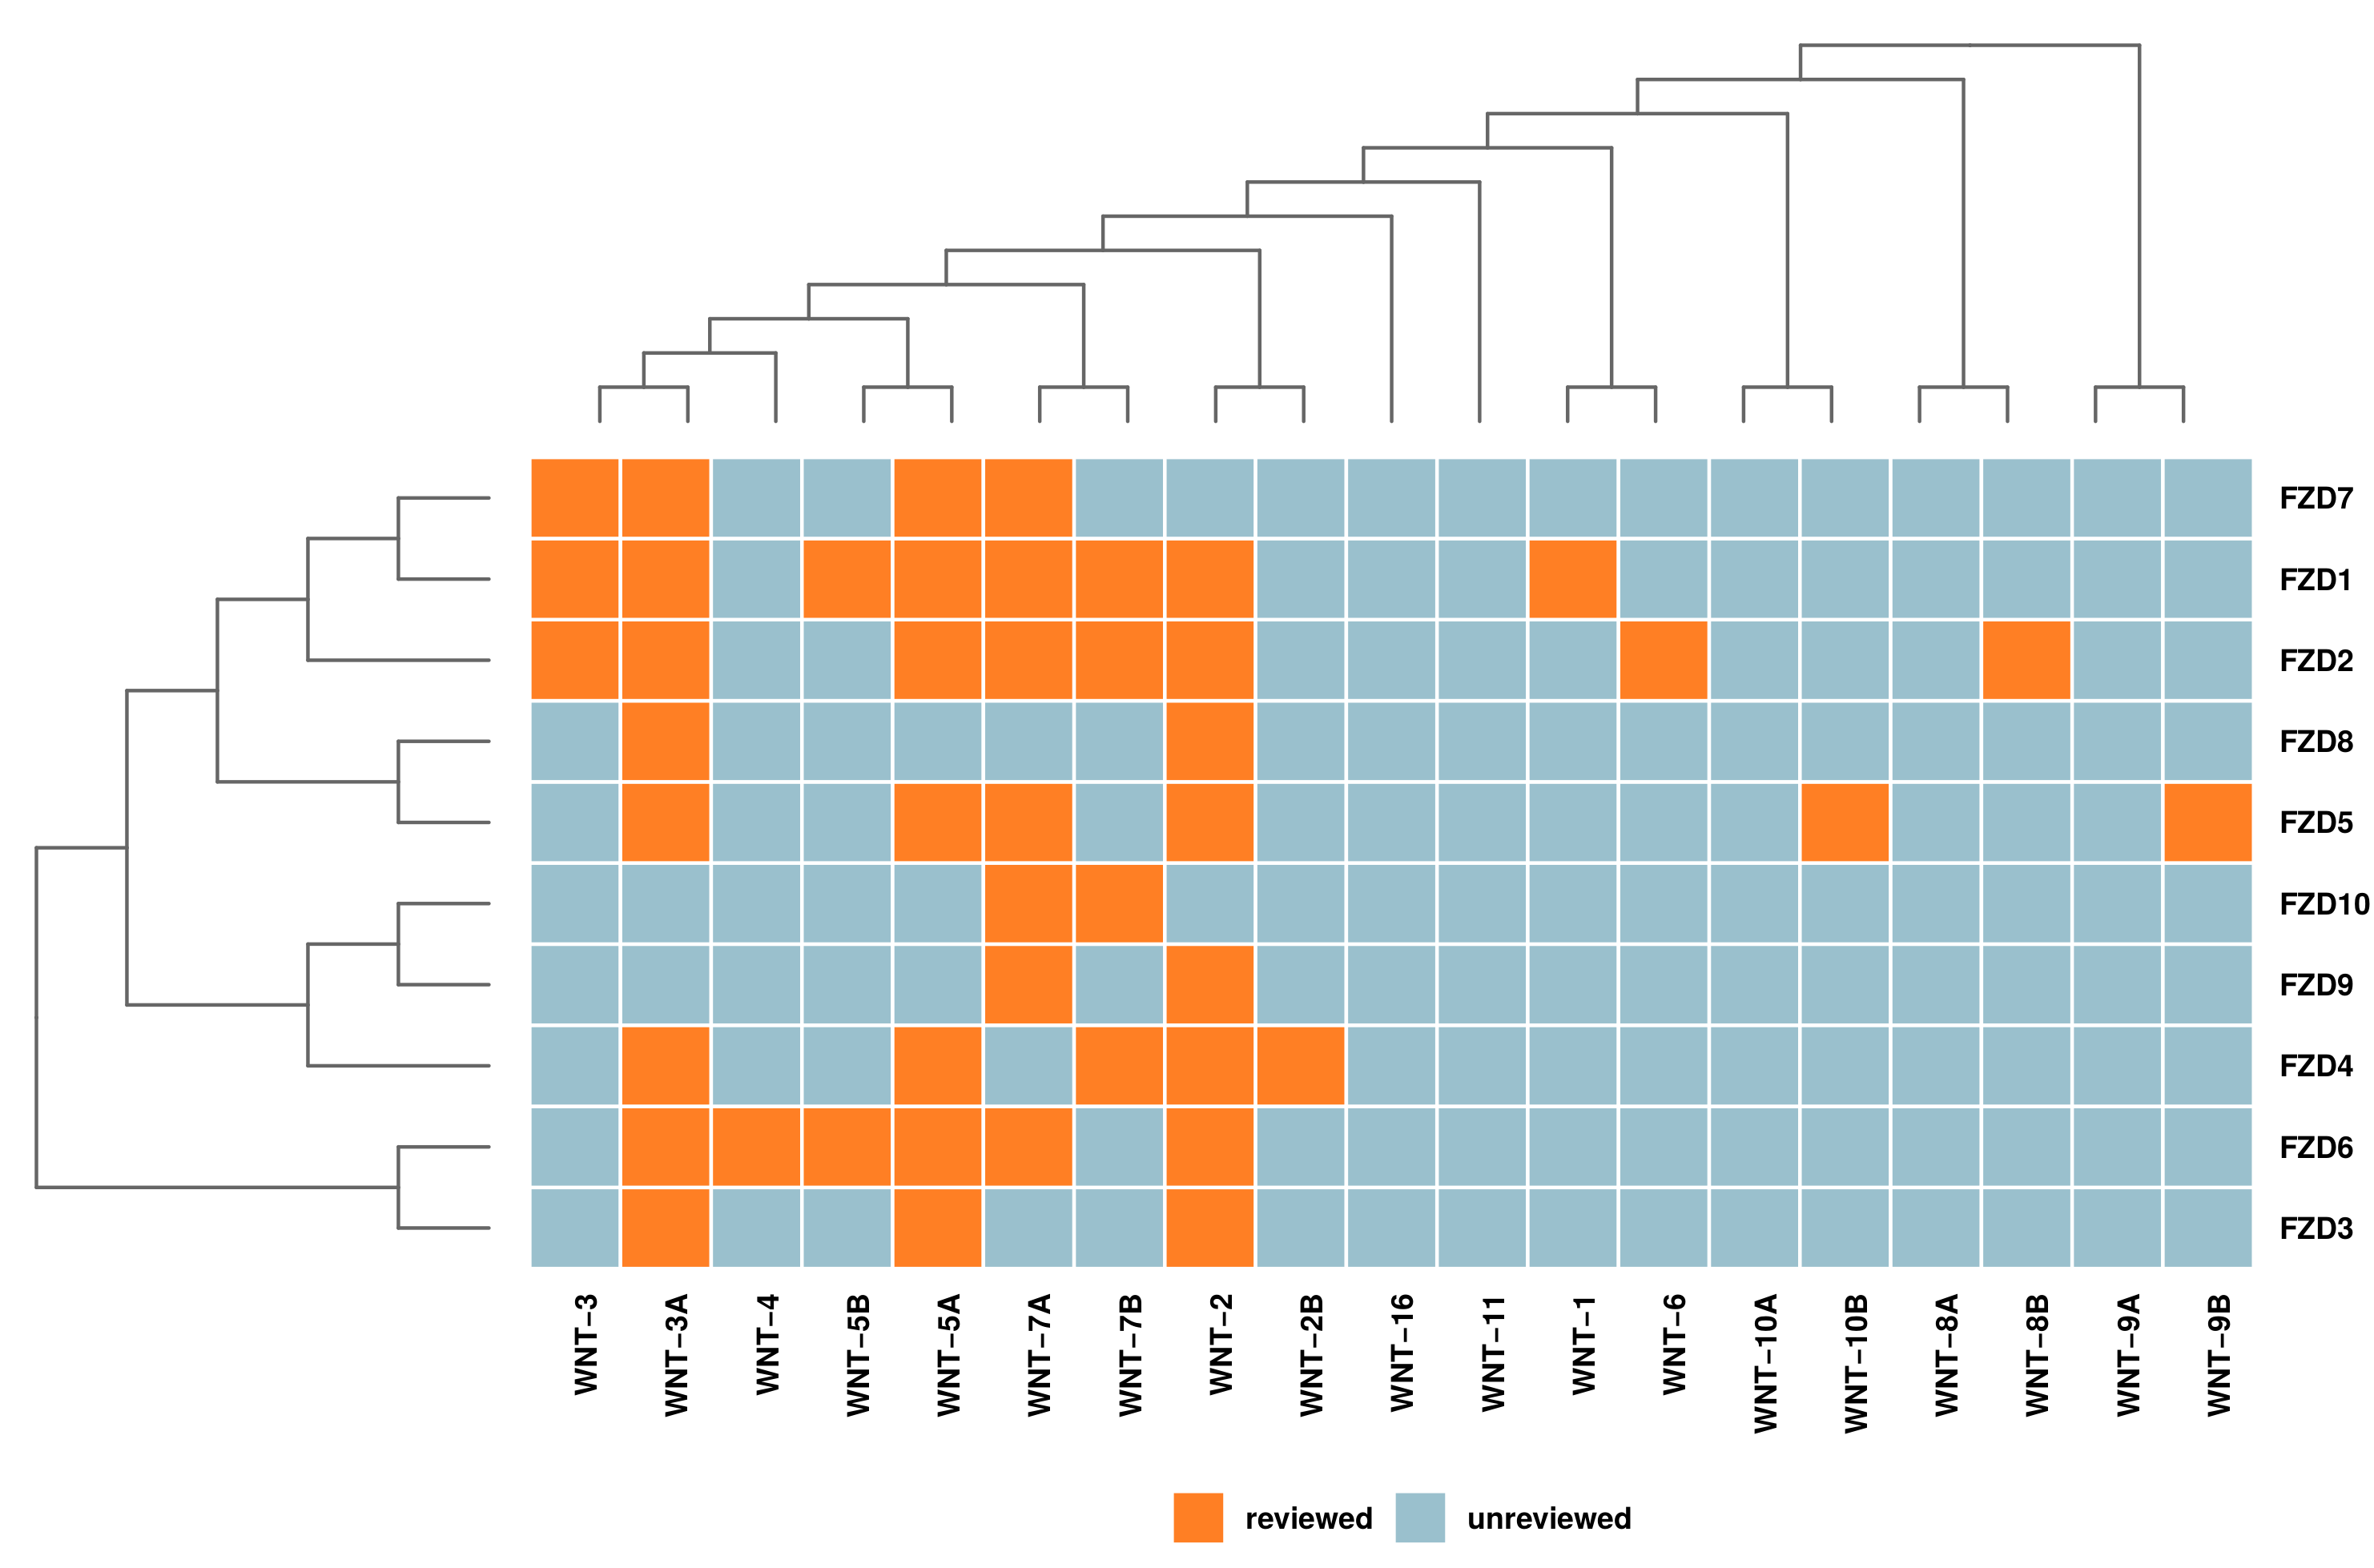 FZD7
FZD1
FZD2
FZD8
FZD5
FZD10
FZD9
FZD4
FZD6
FZD3
WNT−3
WNT−3A
WNT−4
WNT−5B
WNT−5A
WNT−7A
WNT−7B
WNT−2
WNT−2B
WNT−16
WNT−11
WNT−1
WNT−6
WNT−10A
WNT−10B
WNT−8A
WNT−8B
WNT−9A
WNT−9B
reviewed unreviewed